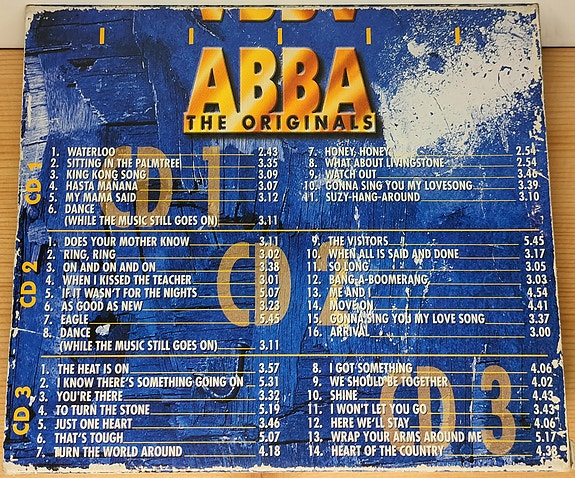 ABBA
ABBA
THE ORIGINALS
CD 1
CD 1
1. WATERLOO 2.43
2. SITTING IN THE PALMTREE 3.35
3. KING KONG SONG 3.09
4. HASTA MANANA 3.07
5. MY MAMA SAID 3.12
6. DANCE
(WHILE THE MUSIC STILL GOES ON) 3.11
7. HONEY, HONEY 2.54
8. WHAT ABOUT LIVINGSTONE 2.54
9. WATCH OUT 3.46
10. GONNA SING YOU MY LOVESONG 3.39
11. SUZY-HANG-AROUND 3.10
CD 2
CD
1. DOES YOUR MOTHER KNOW 3.11
2. RING, RING 3.02
3. ON AND ON AND ON 3.38
4. WHEN I KISSED THE TEACHER 3.01
5. IF IT WASN'T FOR THE NIGHTS 5.07
6. AS GOOD AS NEW 3.23
7. EAGLE 5.45
8. DANCE
(WHILE THE MUSIC STILL GOES ON) 3.11
9. THE VISITORS 5.45
10. WHEN ALL IS SAID AND DONE 3.17
11. SO LONG 3.05
12. BANG-A-BOOMERANG 3.03
13. ME AND I 4.54
14. MOVE ON 4.41
15. GONNA SING YOU MY LOVE SONG 3.37
16. ARRIVAL 3.00
CD 3
CD 3
1. THE HEAT IS ON 3.57
2. I KNOW THERE'S SOMETHING GOING ON 5.31
3. YOU'RE THERE 5.32
4. TO TURN THE STONE 5.19
5. JUST ONE HEART 3.46
6. THAT'S TOUGH 5.07
7. TURN THE WORLD AROUND 4.18
8. I GOT SOMETHING 4.06
9. WE SHOULD BE TOGETHER 4.02
10. SHINE 4.43
11. I WON'T LET YOU GO 3.43
12. HERE WE'LL STAY 4.06
13. WRAP YOUR ARMS AROUND ME 5.17
14. HEART OF THE COUNTRY 4.38